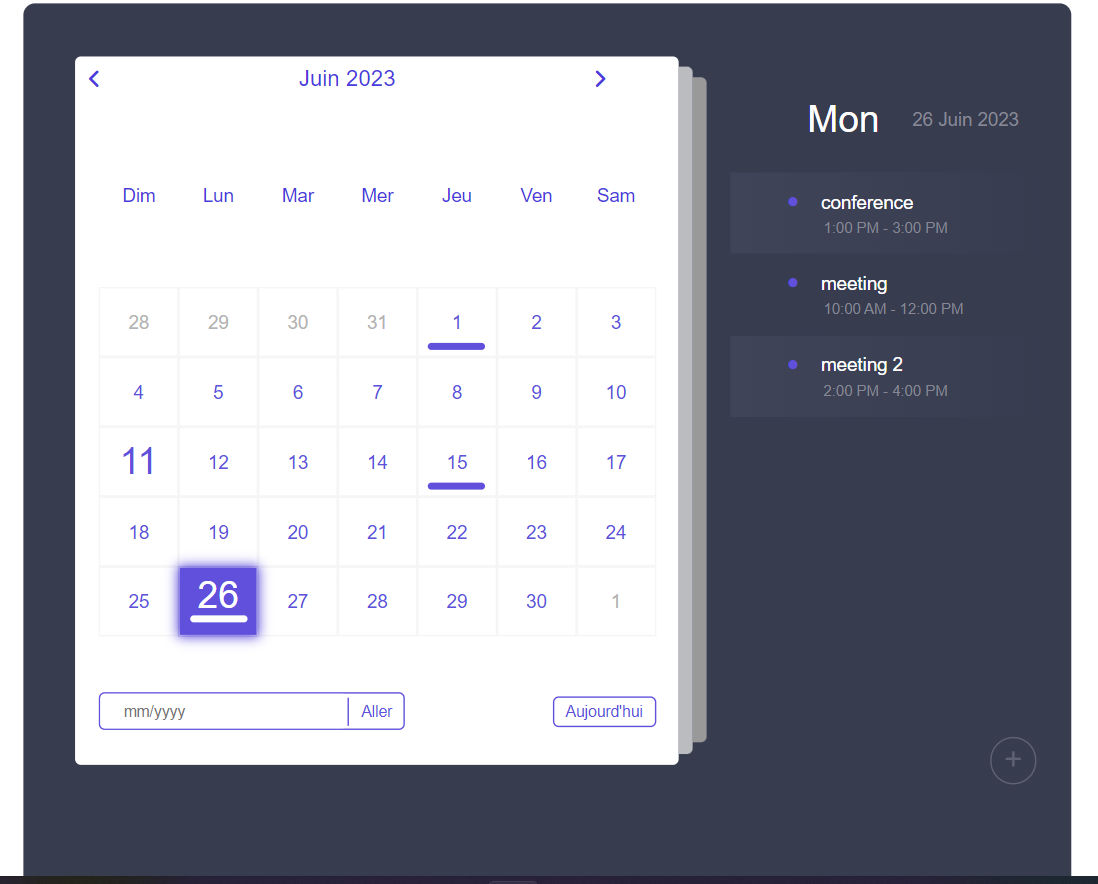 Juin 2023
Dim Lun Mar Mer Jeu Ven Sam
28 29 30 31 1 2 3
4 5 6 7 8 9 10
11 12 13 14 15 16 17
18 19 20 21 22 23 24
25 26 27 28 29 30 1
mm/yyyy Aller Aujourd'hui
Mon 26 Juin 2023
conference
1:00 PM - 3:00 PM
meeting
10:00 AM - 12:00 PM
meeting 2
2:00 PM - 4:00 PM
+